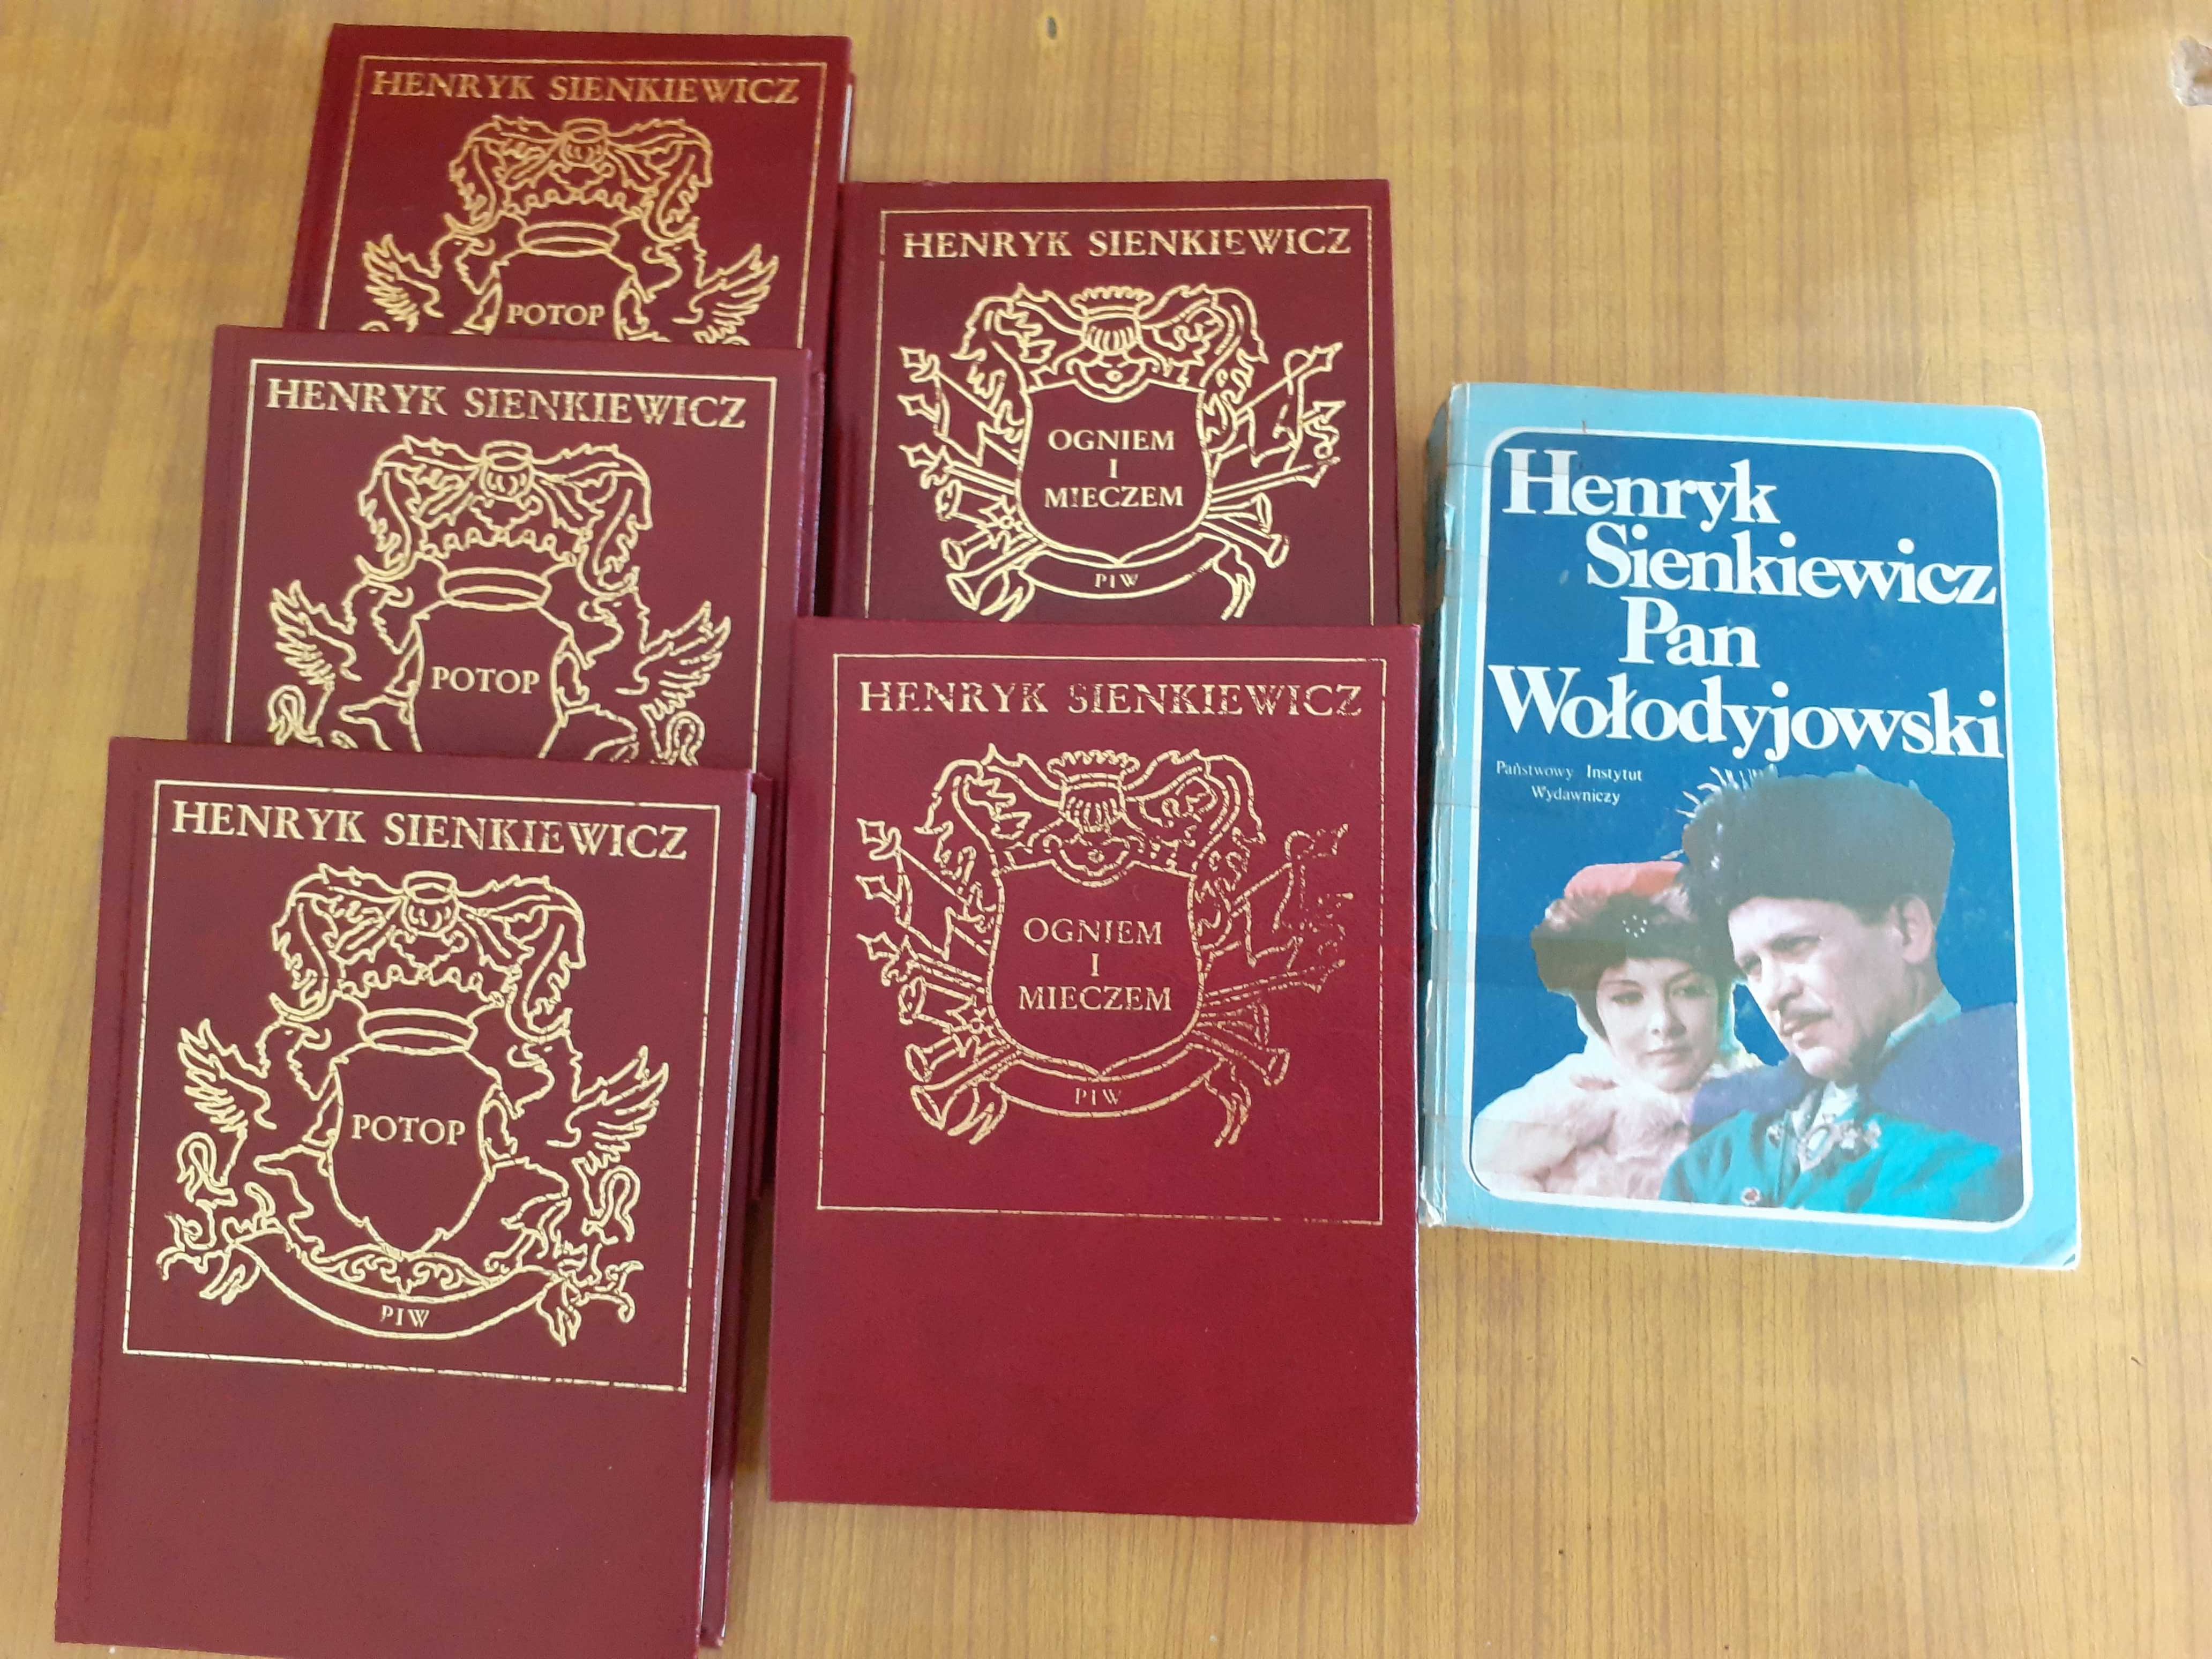 HENRYK SIENKIEWICZ
POTOP
HENRYK SIENKIEWICZ
POTOP
HENRYK SIENKIEWICZ
POTOP
PIW
HENRYK SIENKIEWICZ
OGNIEM
I
MIECZEM
PIW
HENRYK SIENKIEWICZ
OGNIEM
I
MIECZEM
PIW
Henryk
Sienkiewicz
Pan
Wołodyjowski
Państwowy Instytut
Wydawniczy